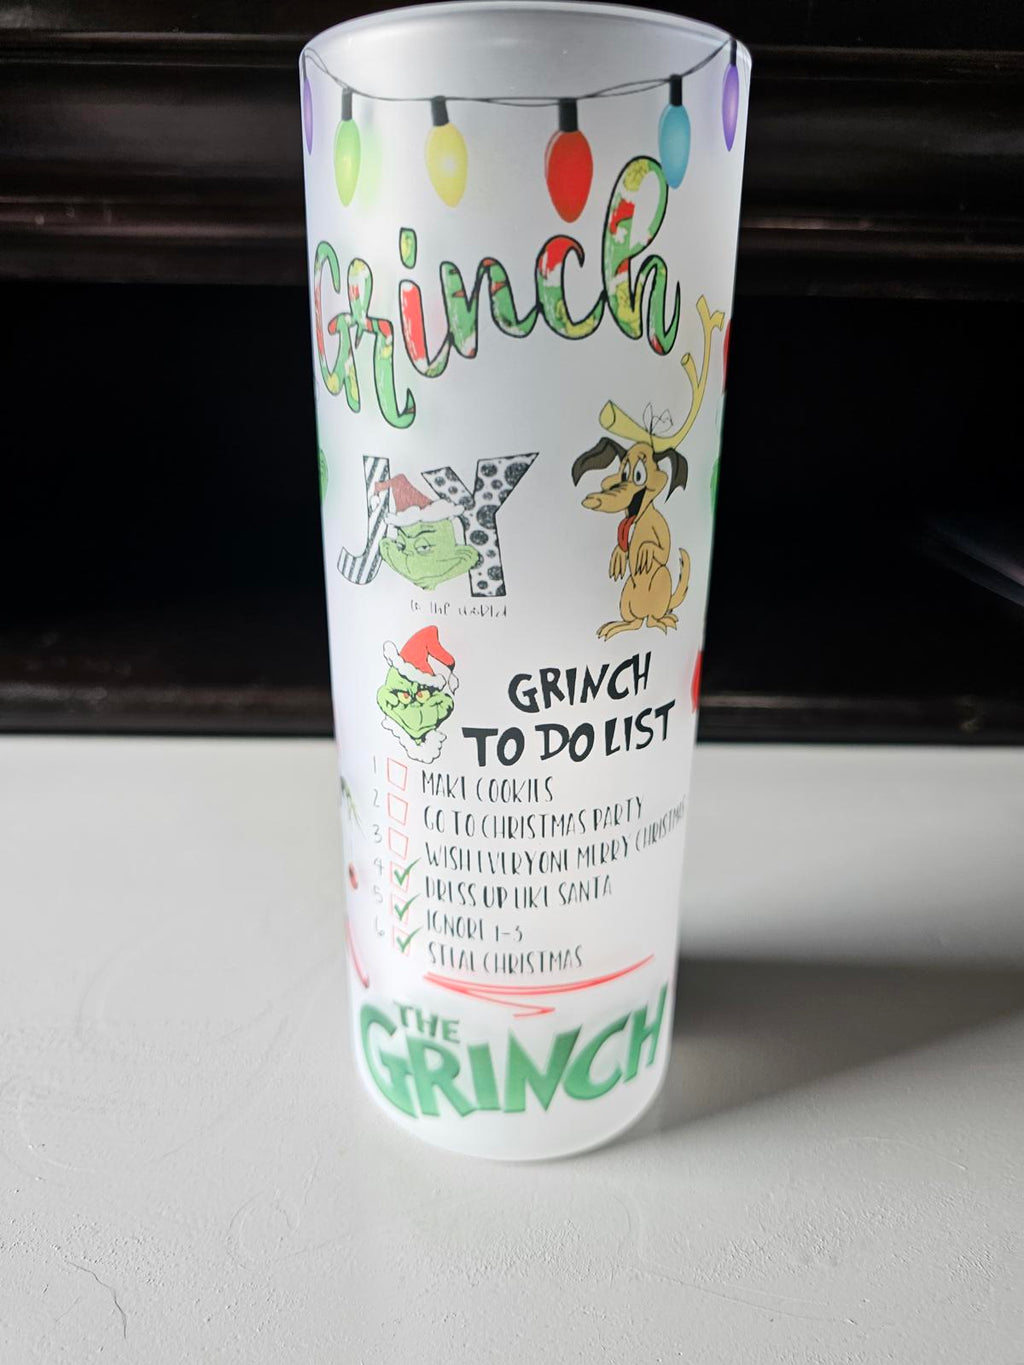 Grinch
JOY
to the world
GRINCH
TO DO LIST
1 MAKE COOKIES
2 GO TO CHRISTMAS PARTY
3 WISH EVERYONE MERRY CHRISTMAS
4 DRESS UP LIKE SANTA
5 IGNORE 1-3
6 STEAL CHRISTMAS
THE
GRINCH